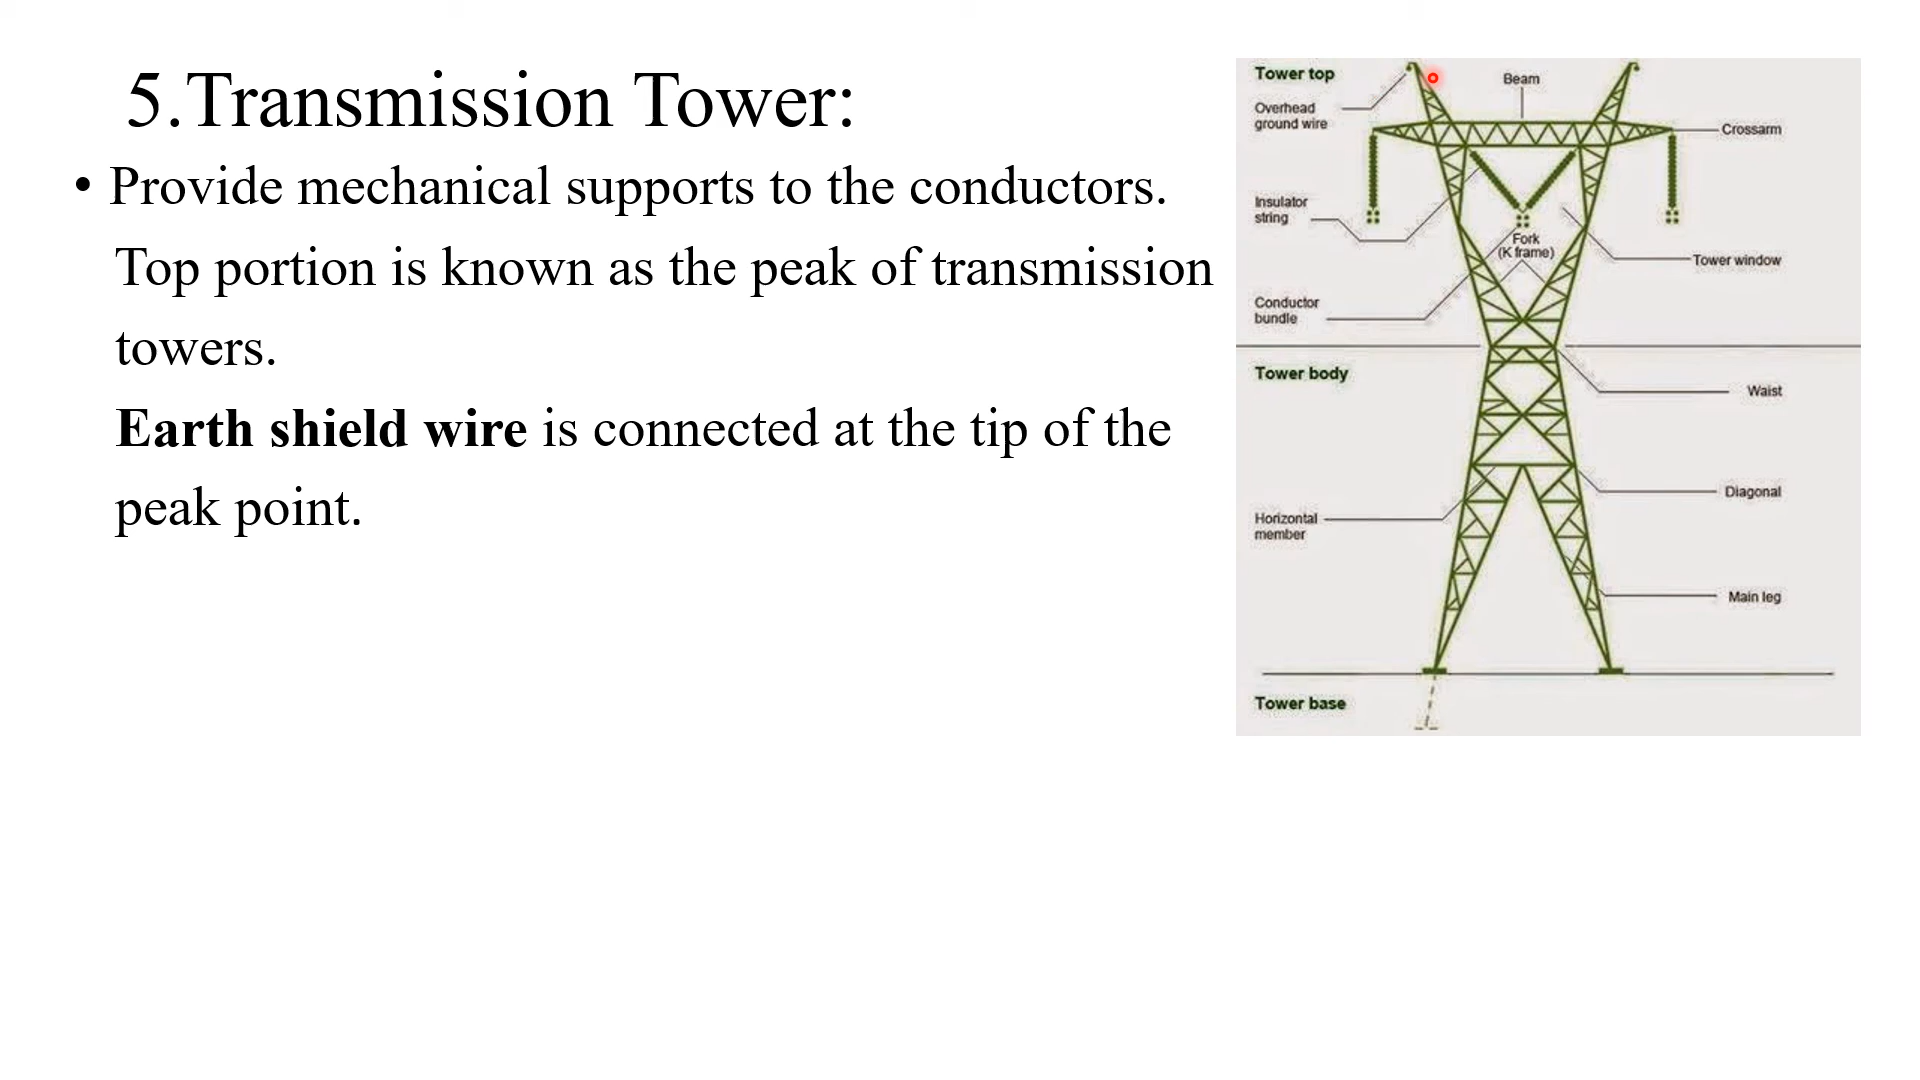 5.Transmission Tower:
• Provide mechanical supports to the conductors.
Top portion is known as the peak of transmission
towers.
Earth shield wire is connected at the tip of the
peak point.
Tower top
Beam
Overhead
ground wire
Crossarm
Insulator
string
Fork
(K frame)
Tower window
Conductor
bundle
Tower body
Waist
Diagonal
Horizontal
member
Main leg
Tower base